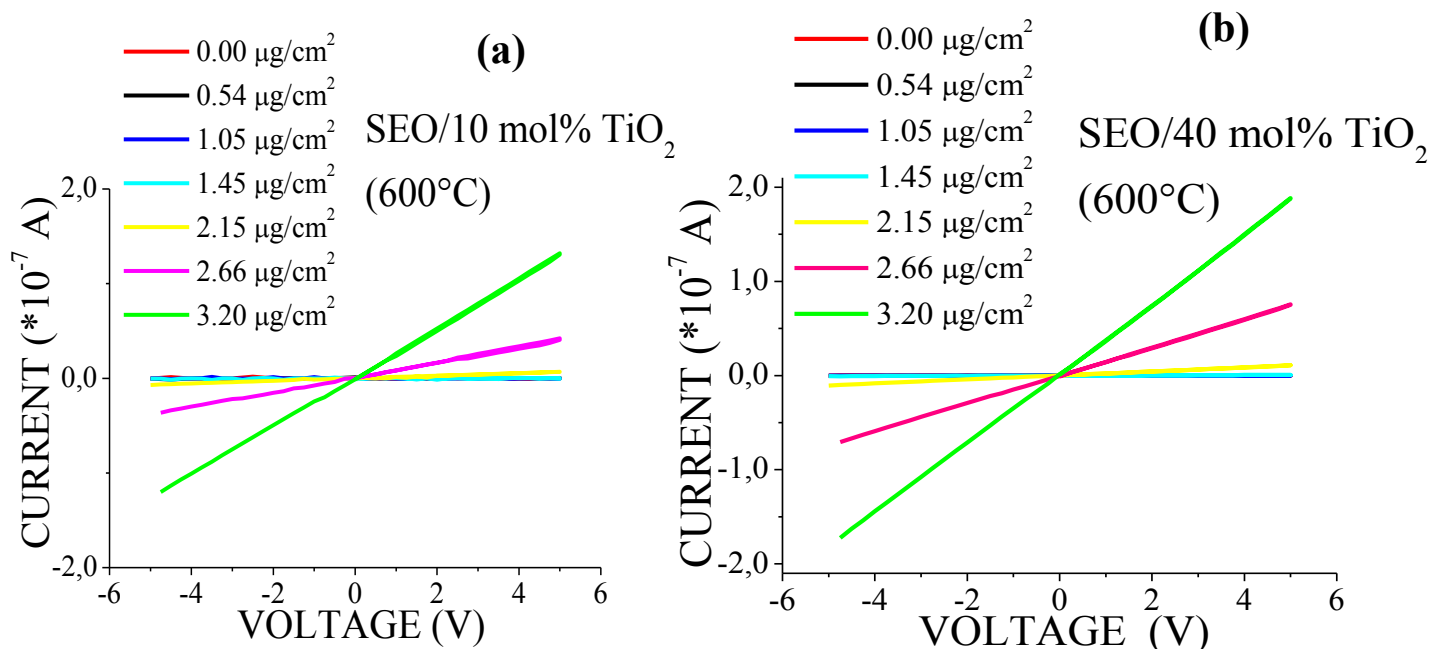 (a)
0.00 μg/cm²
0.54 μg/cm²
1.05 μg/cm²
1.45 μg/cm²
2.15 μg/cm²
2.66 μg/cm²
3.20 μg/cm²
SEO/10 mol% TiO₂
(600°C)
CURRENT (*10⁻⁷ A)
2,0
0,0
-2,0
-6 -4 -2 0 2 4 6
VOLTAGE (V)
(b)
0.00 μg/cm²
0.54 μg/cm²
1.05 μg/cm²
1.45 μg/cm²
2.15 μg/cm²
2.66 μg/cm²
3.20 μg/cm²
SEO/40 mol% TiO₂
(600°C)
CURRENT (*10⁻⁷ A)
2,0
1,0
0,0
-1,0
-2,0
-6 -4 -2 0 2 4 6
VOLTAGE (V)